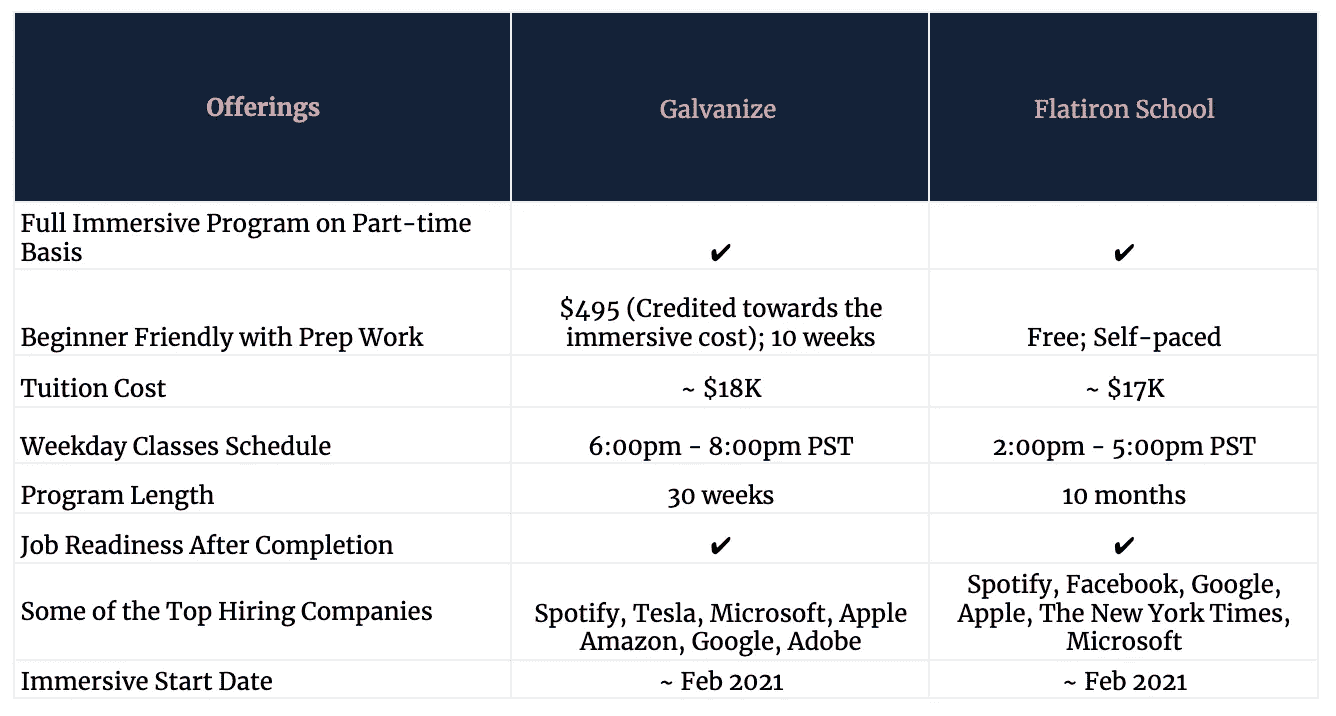 Offerings
Galvanize
Flatiron School
Full Immersive Program on Part-time
Basis
✔
✔
Beginner Friendly with Prep Work
$495 (Credited towards the
immersive cost); 10 weeks
Free; Self-paced
Tuition Cost
~ $18K
~ $17K
Weekday Classes Schedule
6:00pm - 8:00pm PST
2:00pm - 5:00pm PST
Program Length
30 weeks
10 months
Job Readiness After Completion
✔
✔
Some of the Top Hiring Companies
Spotify, Tesla, Microsoft, Apple
Amazon, Google, Adobe
Spotify, Facebook, Google,
Apple, The New York Times,
Microsoft
Immersive Start Date
~ Feb 2021
~ Feb 2021